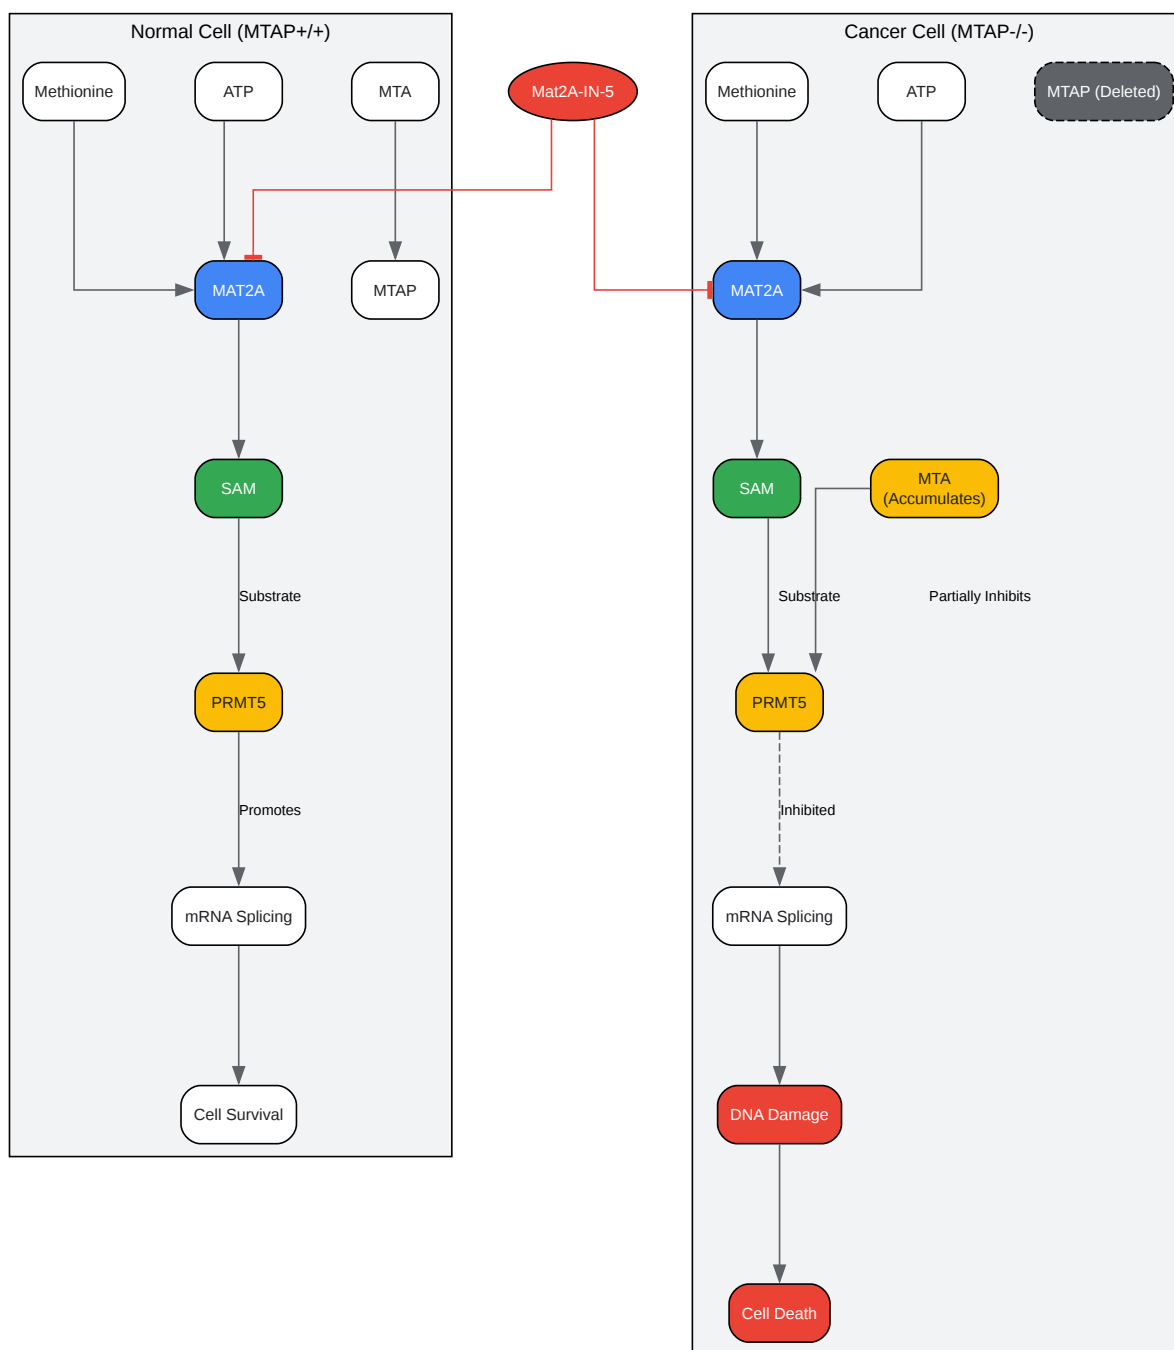 Normal Cell (MTAP+/+)
Methionine
ATP
MTA
MAT2A
MTAP
SAM
Substrate
PRMT5
Promotes
mRNA Splicing
Cell Survival
Mat2A-IN-5
Cancer Cell (MTAP-/-)
Methionine
ATP
MTAP (Deleted)
MAT2A
SAM
MTA
(Accumulates)
Substrate
Partially Inhibits
PRMT5
Inhibited
mRNA Splicing
DNA Damage
Cell Death